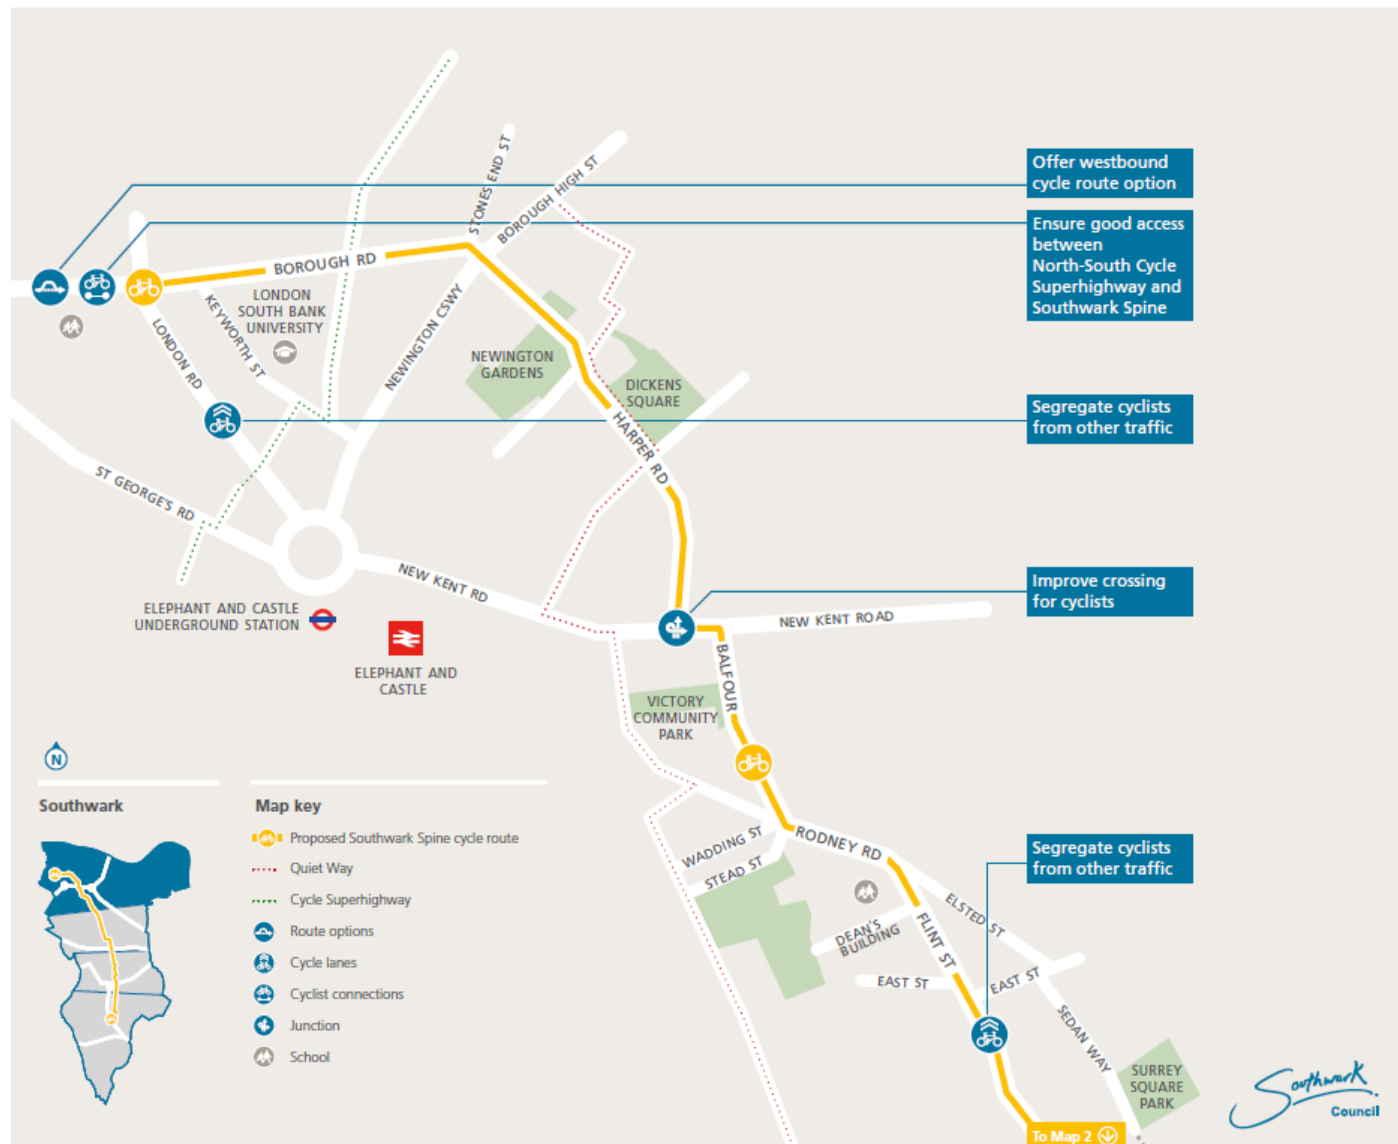 Offer westbound
cycle route option
Ensure good access
between
North-South Cycle
Superhighway and
Southwark Spine
Segregate cyclists
from other traffic
Improve crossing
for cyclists
Segregate cyclists
from other traffic
STONES END ST
BOROUGH HIGH ST
BOROUGH RD
LONDON
SOUTH BANK
UNIVERSITY
KEYWORTH ST
LONDON RD
NEWINGTON CSWY
NEWINGTON
GARDENS
DICKENS
SQUARE
HARPER RD
ST GEORGE'S RD
NEW KENT RD
NEW KENT ROAD
ELEPHANT AND CASTLE
UNDERGROUND STATION
ELEPHANT AND
CASTLE
BALFOUR
VICTORY
COMMUNITY
PARK
WADDING ST
STEAD ST
RODNEY RD
ELSTED ST
DEAN'S
BUILDING
FLINT ST
EAST ST
EAST ST
SEDAN WAY
SURREY
SQUARE
PARK
To Map 2
N
Southwark
Map key
Proposed Southwark Spine cycle route
Quiet Way
Cycle Superhighway
Route options
Cycle lanes
Cyclist connections
Junction
School
Southwark
Council